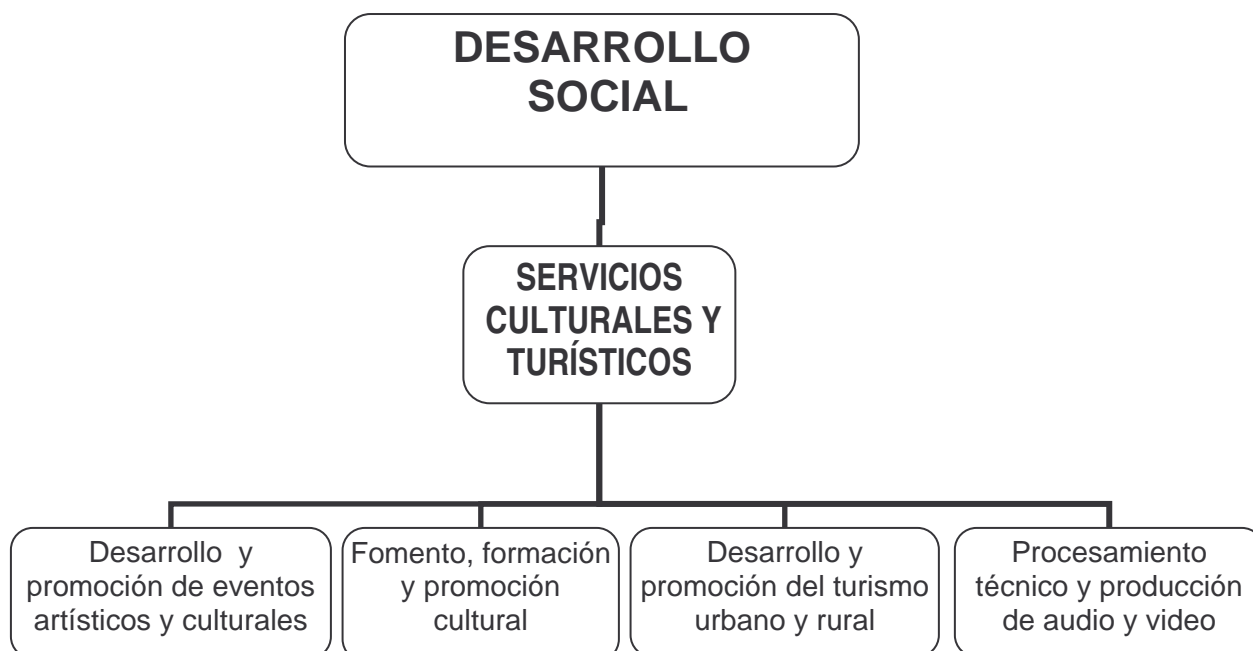 DESARROLLO
SOCIAL
SERVICIOS
CULTURALES Y
TURÍSTICOS
Desarrollo y
promoción de eventos
artísticos y culturales
Fomento, formación
y promoción
cultural
Desarrollo y
promoción del turismo
urbano y rural
Procesamiento
técnico y producción
de audio y video